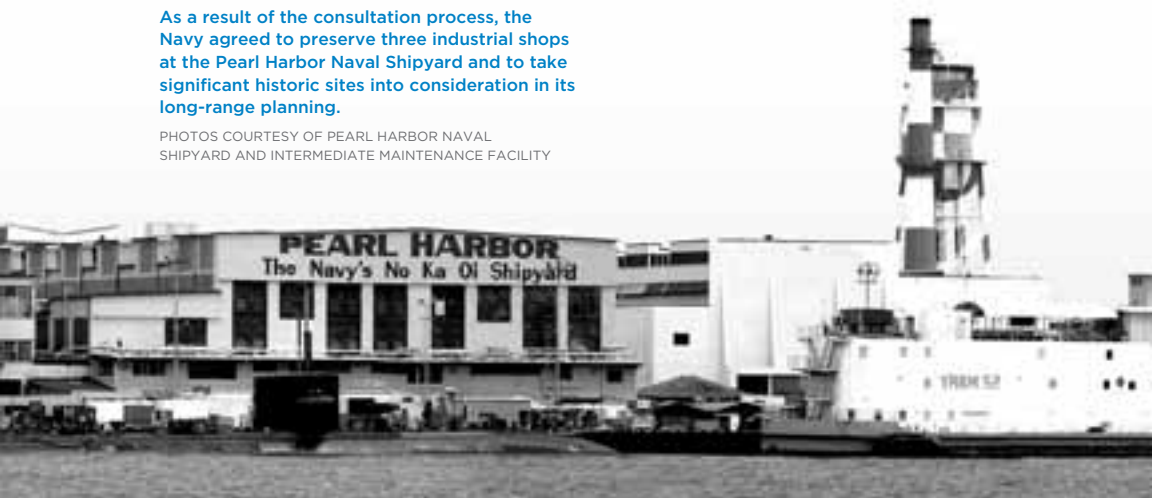 As a result of the consultation process, the
Navy agreed to preserve three industrial shops
at the Pearl Harbor Naval Shipyard and to take
significant historic sites into consideration in its
long-range planning.
PHOTOS COURTESY OF PEARL HARBOR NAVAL
SHIPYARD AND INTERMEDIATE MAINTENANCE FACILITY
PEARL HARBOR
The Navy's No Ka Oi Shipyard